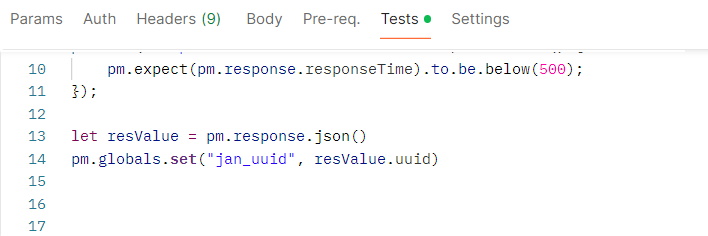 Params Auth Headers (9) Body Pre-req. Tests Settings
10 pm.expect(pm.response.responseTime).to.be.below(500);
11 });
12
13 let resValue = pm.response.json()
14 pm.globals.set("jan_uuid", resValue.uuid)
15
16
17